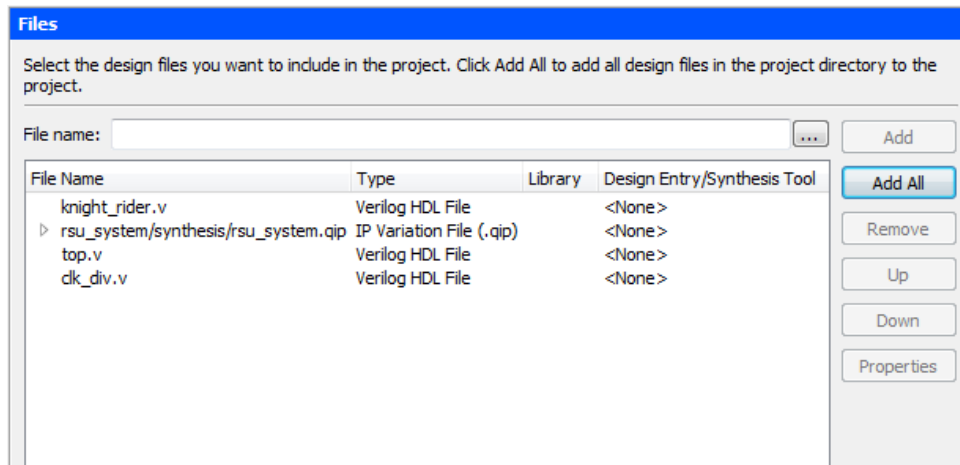 Files
Select the design files you want to include in the project. Click Add All to add all design files in the project directory to the
project.
File name: ... Add
File Name Type Library Design Entry/Synthesis Tool Add All
knight_rider.v Verilog HDL File <None>
rsu_system/synthesis/rsu_system.qip IP Variation File (.qip) <None> Remove
top.v Verilog HDL File <None>
clk_div.v Verilog HDL File <None> Up
Down
Properties